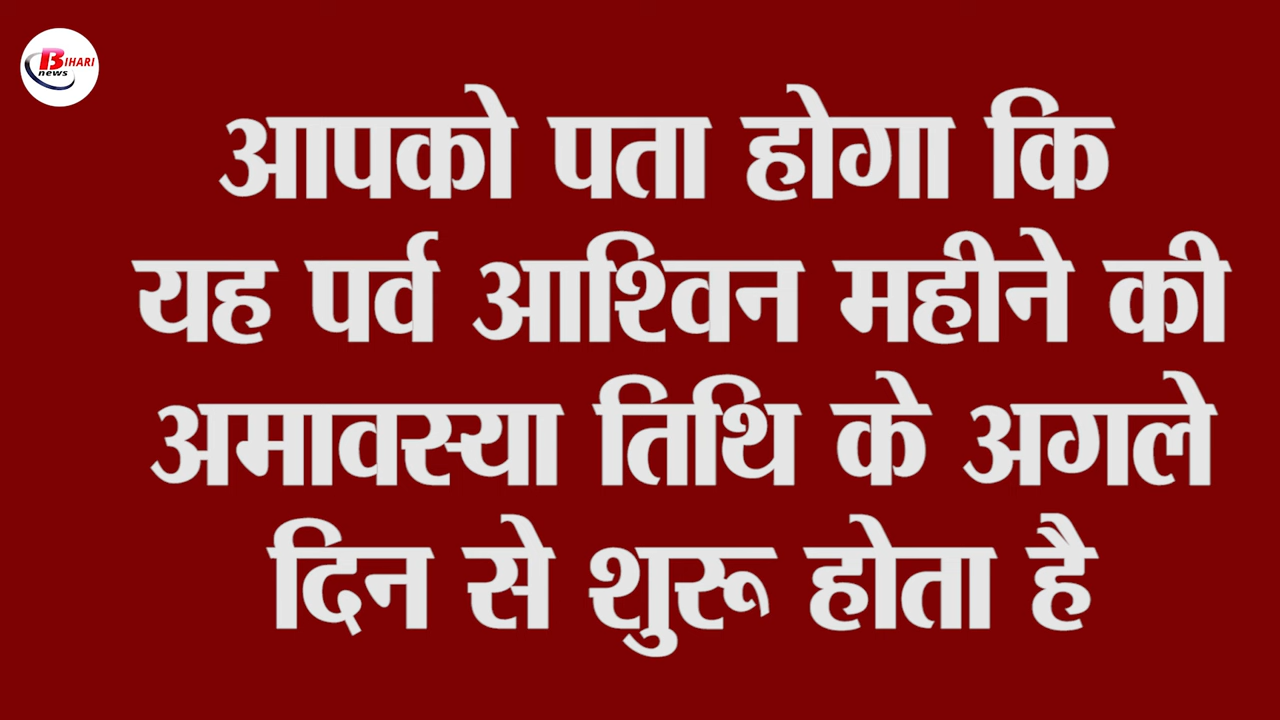 BIHARI
news
आपको पता होगा कि
यह पर्व आश्विन महीने की
अमावस्या तिथि के अगले
दिन से शुरू होता है